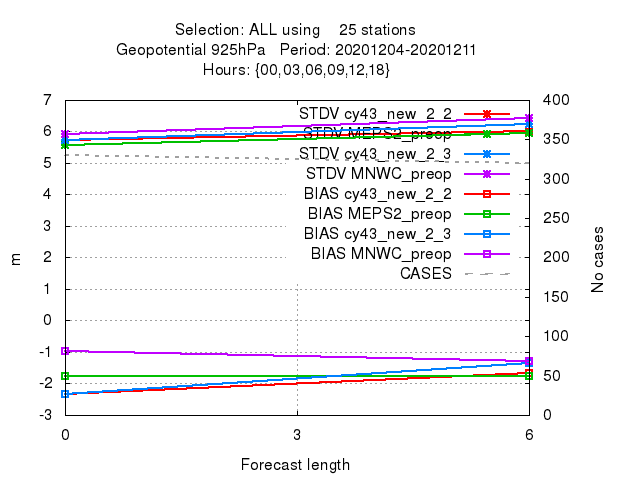 Selection: ALL using    25 stations
Geopotential 925hPa   Period: 20201204-20201211
Hours: {00,03,06,09,12,18}
7
6
5
4
3
2
1
0
-1
-2
-3
m
400
350
300
250
200
150
100
50
0
No cases
STDV cy43_new_2_2
STDV MEPS2_preop
STDV cy43_new_2_3
STDV MNWC_preop
BIAS cy43_new_2_2
BIAS MEPS2_preop
BIAS cy43_new_2_3
BIAS MNWC_preop
CASES
0
3
6
Forecast length